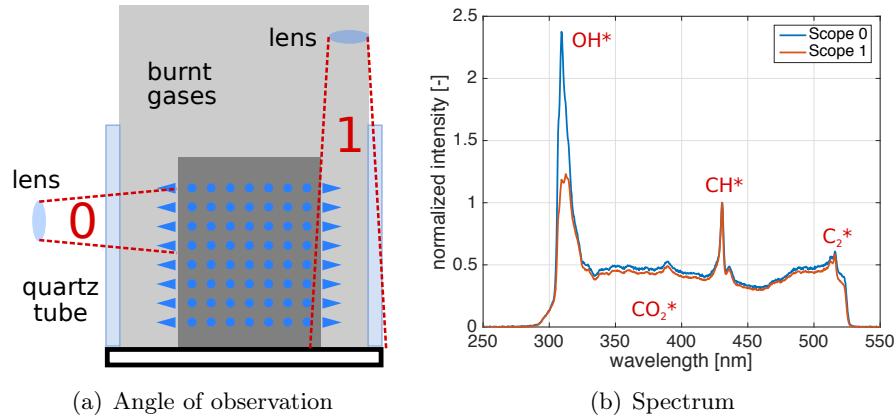 lens
burnt
gases
1
lens
0
quartz
tube
(a) Angle of observation
2.5
2
1.5
1
0.5
0
normalized intensity [-]
OH*
Scope 0
Scope 1
CH*
C₂*
CO₂*
250 300 350 400 450 500 550
wavelength [nm]
(b) Spectrum